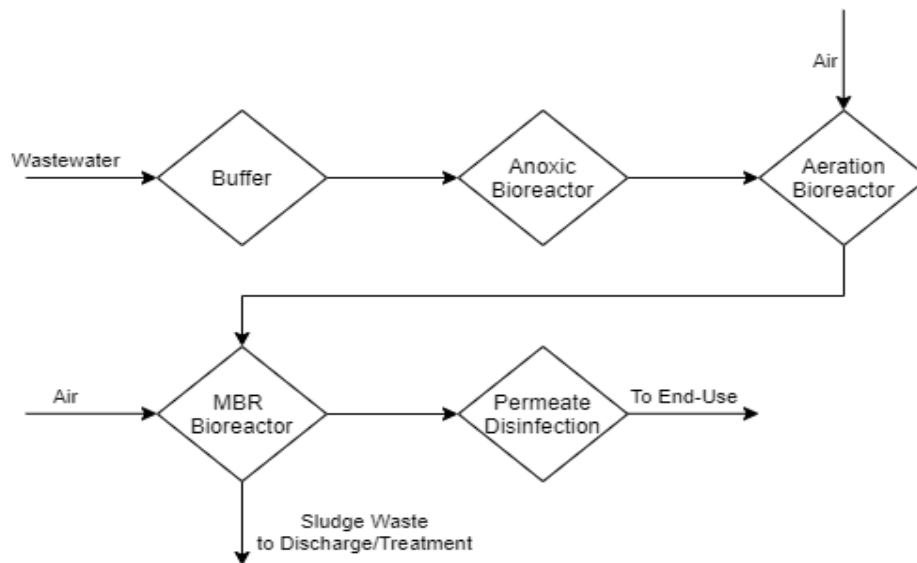 Air
Wastewater
Buffer
Anoxic
Bioreactor
Aeration
Bioreactor
Air
MBR
Bioreactor
Permeate
Disinfection
To End-Use
Sludge Waste
to Discharge/Treatment